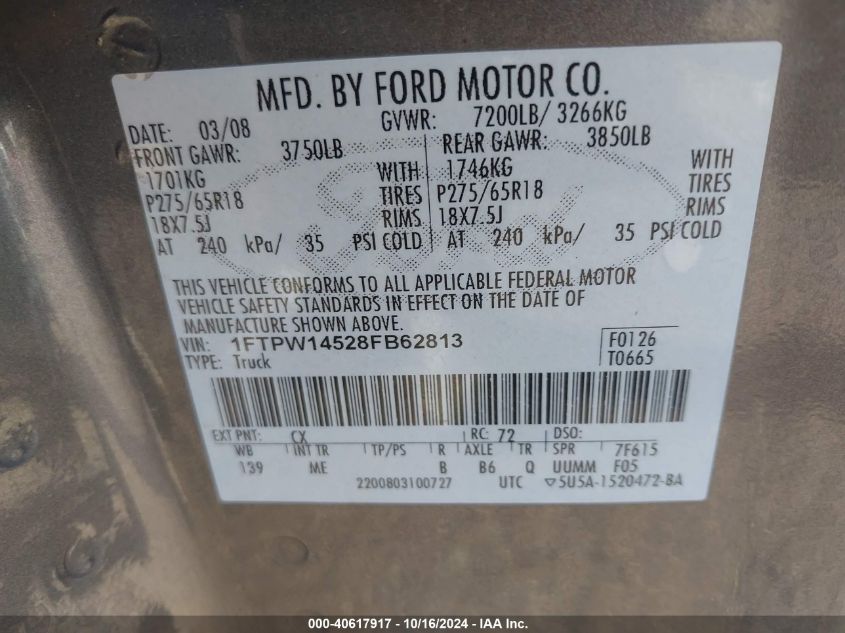 MFD. BY FORD MOTOR CO.
DATE: 03/08 GVWR: 7200LB/ 3266KG
FRONT GAWR: 3750LB REAR GAWR: 3850LB
1701KG WITH 1746KG WITH
P275/65R18 TIRES P275/65R18 TIRES
18X7.5J RIMS 18X7.5J RIMS
AT 240 kPa/ 35 PSI COLD AT 240 kPa/ 35 PSI COLD
THIS VEHICLE CONFORMS TO ALL APPLICABLE FEDERAL MOTOR
VEHICLE SAFETY STANDARDS IN EFFECT ON THE DATE OF
MANUFACTURE SHOWN ABOVE.
VIN: 1FTPW14528FB62813 F0126
TYPE: Truck T0665
EXT PNT: CX RC: 72 DSO:
WB INT TR TP/PS R AXLE TR SPR 7F615
139 ME B B6 Q UUMM F05
2200803100727 UTC ▽5U5A-1520472-BA
000-40617917 - 10/16/2024 - IAA Inc.